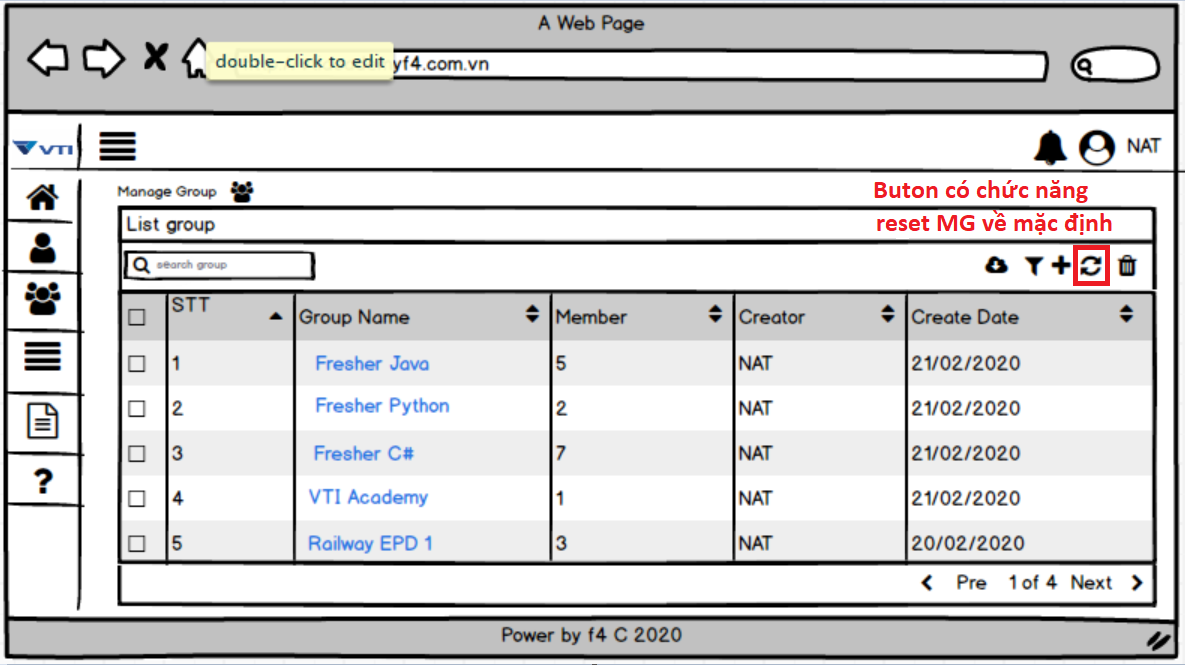 A Web Page
double-click to edit
yf4.com.vn
VTI
NAT
Manage Group
Buton có chức năng
reset MG về mặc định
List group
search group
STT Group Name Member Creator Create Date
1 Fresher Java 5 NAT 21/02/2020
2 Fresher Python 2 NAT 21/02/2020
3 Fresher C# 7 NAT 21/02/2020
4 VTI Academy 1 NAT 21/02/2020
5 Railway EPD 1 3 NAT 20/02/2020
Pre 1 of 4 Next
?
Power by f4 C 2020